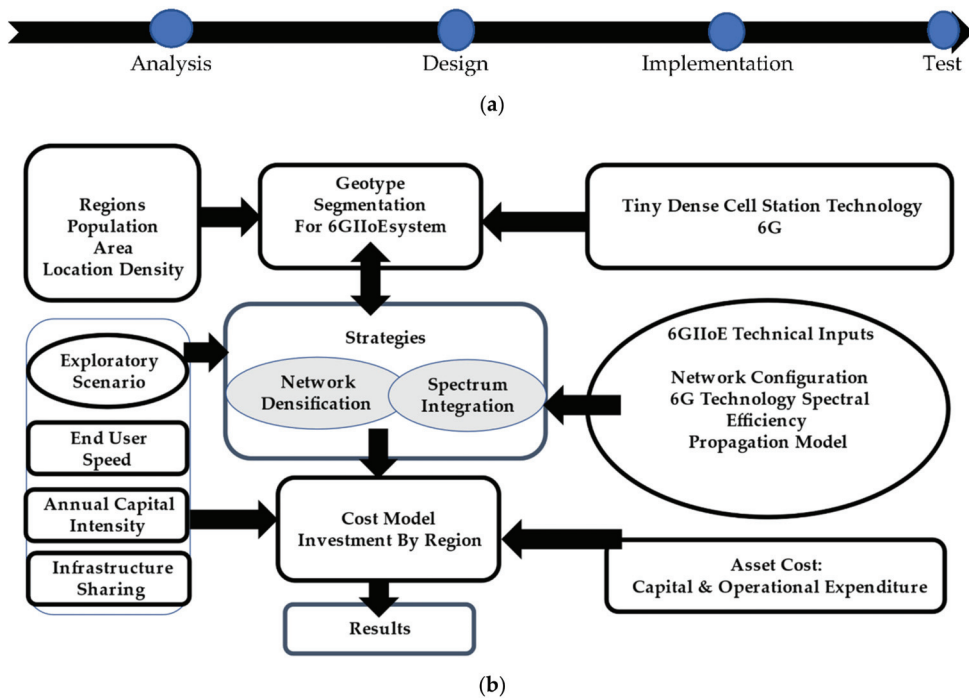 Analysis
Design
Implementation
Test
(a)
Regions
Population
Area
Location Density
Geotype
Segmentation
For 6GIIoEsystem
Tiny Dense Cell Station Technology
6G
Exploratory
Scenario
End User
Speed
Annual Capital
Intensity
Infrastructure
Sharing
Strategies
Network
Densification
Spectrum
Integration
6GIIoE Technical Inputs
Network Configuration
6G Technology Spectral
Efficiency
Propagation Model
Cost Model
Investment By Region
Asset Cost:
Capital & Operational Expenditure
Results
(b)